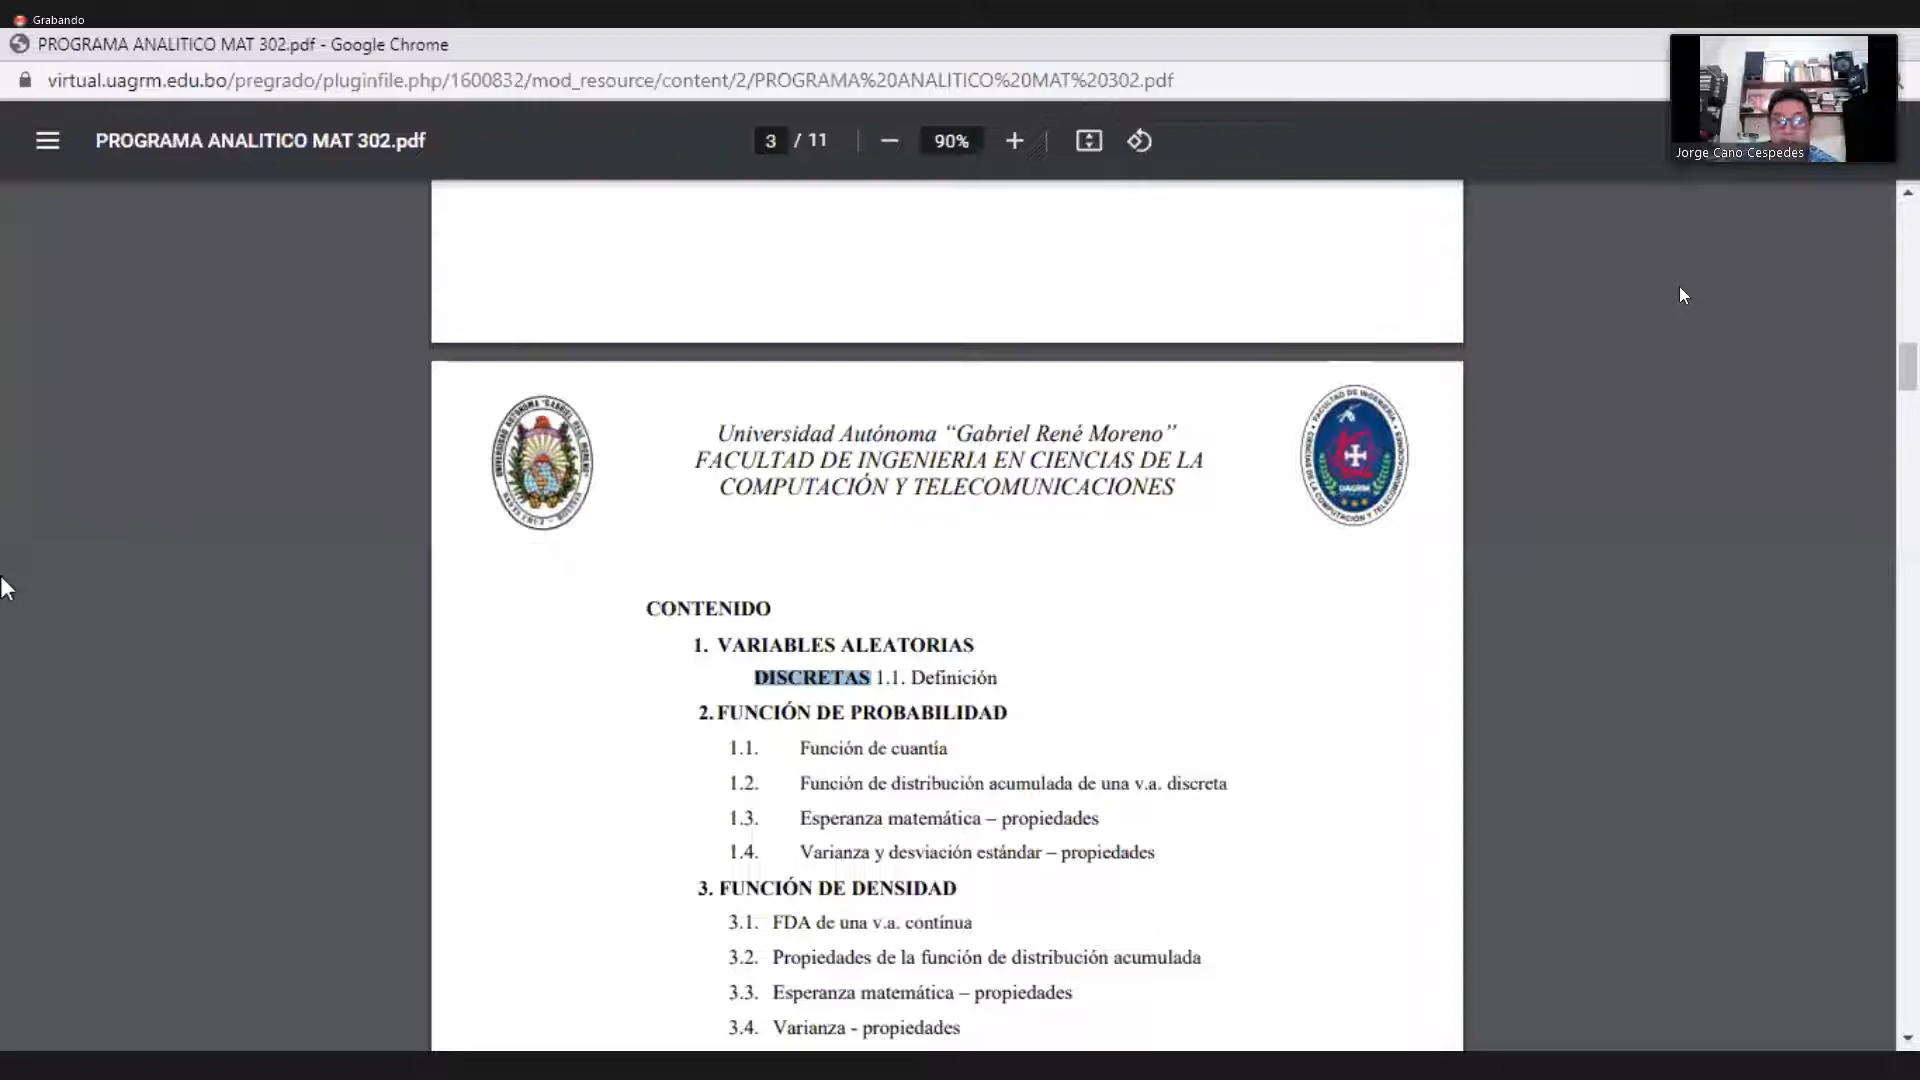 Grabando
PROGRAMA ANALITICO MAT 302.pdf - Google Chrome
virtual.uagrm.edu.bo/pregrado/pluginfile.php/1600832/mod_resource/content/2/PROGRAMA%20ANALITICO%20MAT%20302.pdf
PROGRAMA ANALITICO MAT 302.pdf
3 / 11
90%
Jorge Cano Cespedes
Universidad Autónoma “Gabriel René Moreno”
FACULTAD DE INGENIERIA EN CIENCIAS DE LA
COMPUTACIÓN Y TELECOMUNICACIONES
CONTENIDO
1. VARIABLES ALEATORIAS
DISCRETAS 1.1. Definición
2. FUNCIÓN DE PROBABILIDAD
1.1. Función de cuantía
1.2. Función de distribución acumulada de una v.a. discreta
1.3. Esperanza matemática – propiedades
1.4. Varianza y desviación estándar – propiedades
3. FUNCIÓN DE DENSIDAD
3.1. FDA de una v.a. contínua
3.2. Propiedades de la función de distribución acumulada
3.3. Esperanza matemática – propiedades
3.4. Varianza - propiedades